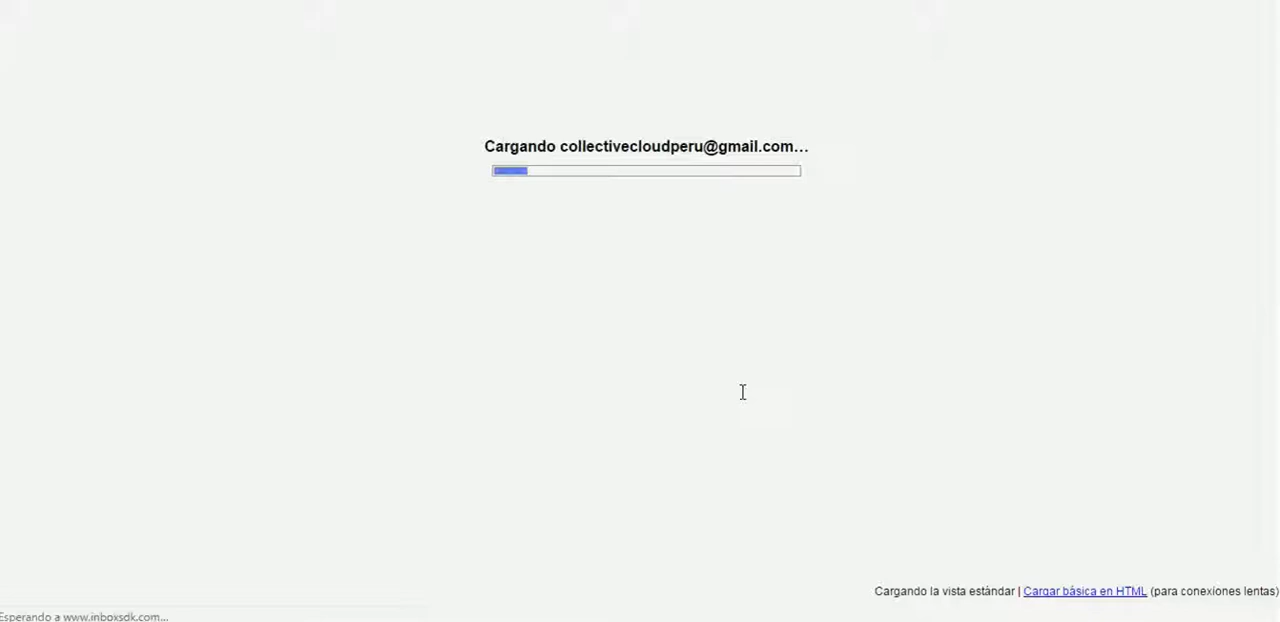 Cargando collectivecloudperu@gmail.com...
Cargando la vista estándar | Cargar básica en HTML (para conexiones lentas)
Esperando a www.inboxsdk.com...